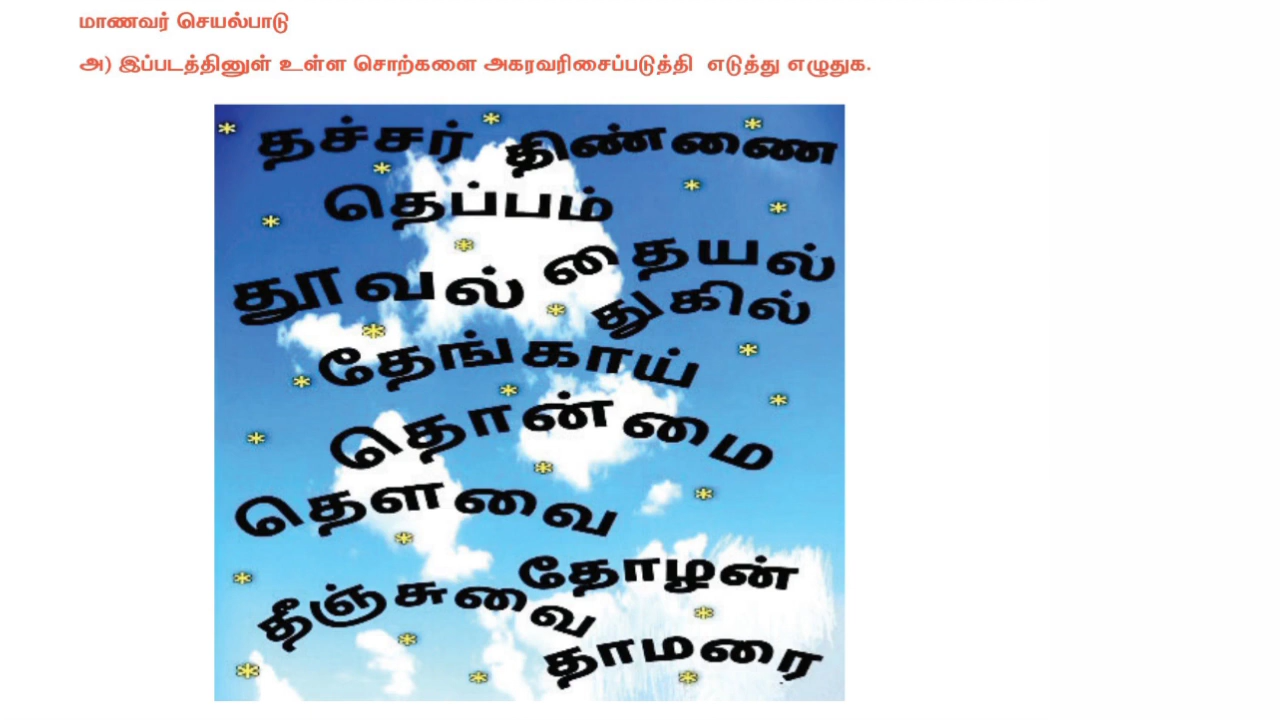 மாணவர் செயல்பாடு
அ) இப்படத்தினுள் உள்ள சொற்களை அகரவரிசைப்படுத்தி எடுத்து எழுதுக.
தச்சர் திண்ணை
தெப்பம்
தூவல் தையல்
துகில்
தேங்காய்
தொன்மை
தௌவை
தோழன்
தீஞ்சுவை
தாமரை